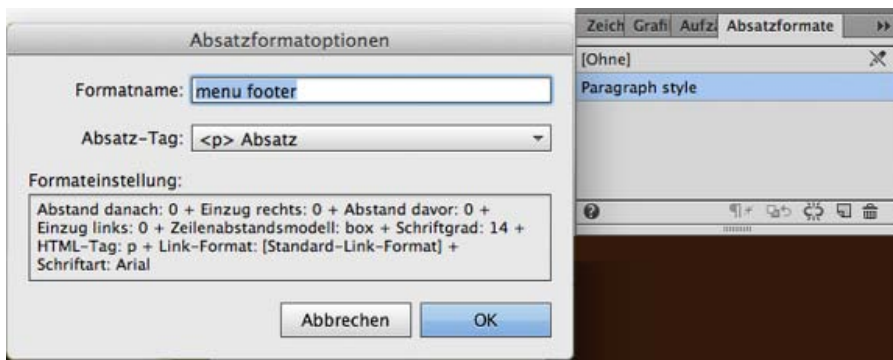 Absatzformatoptionen
Formatname: menu footer
Absatz-Tag: <p> Absatz
Formateinstellung:
Abstand danach: 0 + Einzug rechts: 0 + Abstand davor: 0 +
Einzug links: 0 + Zeilenabstandsmodell: box + Schriftgrad: 14 +
HTML-Tag: p + Link-Format: [Standard-Link-Format] +
Schriftart: Arial
Abbrechen OK
Zeich Grafi Aufz Absatzformate
[Ohne]
Paragraph style